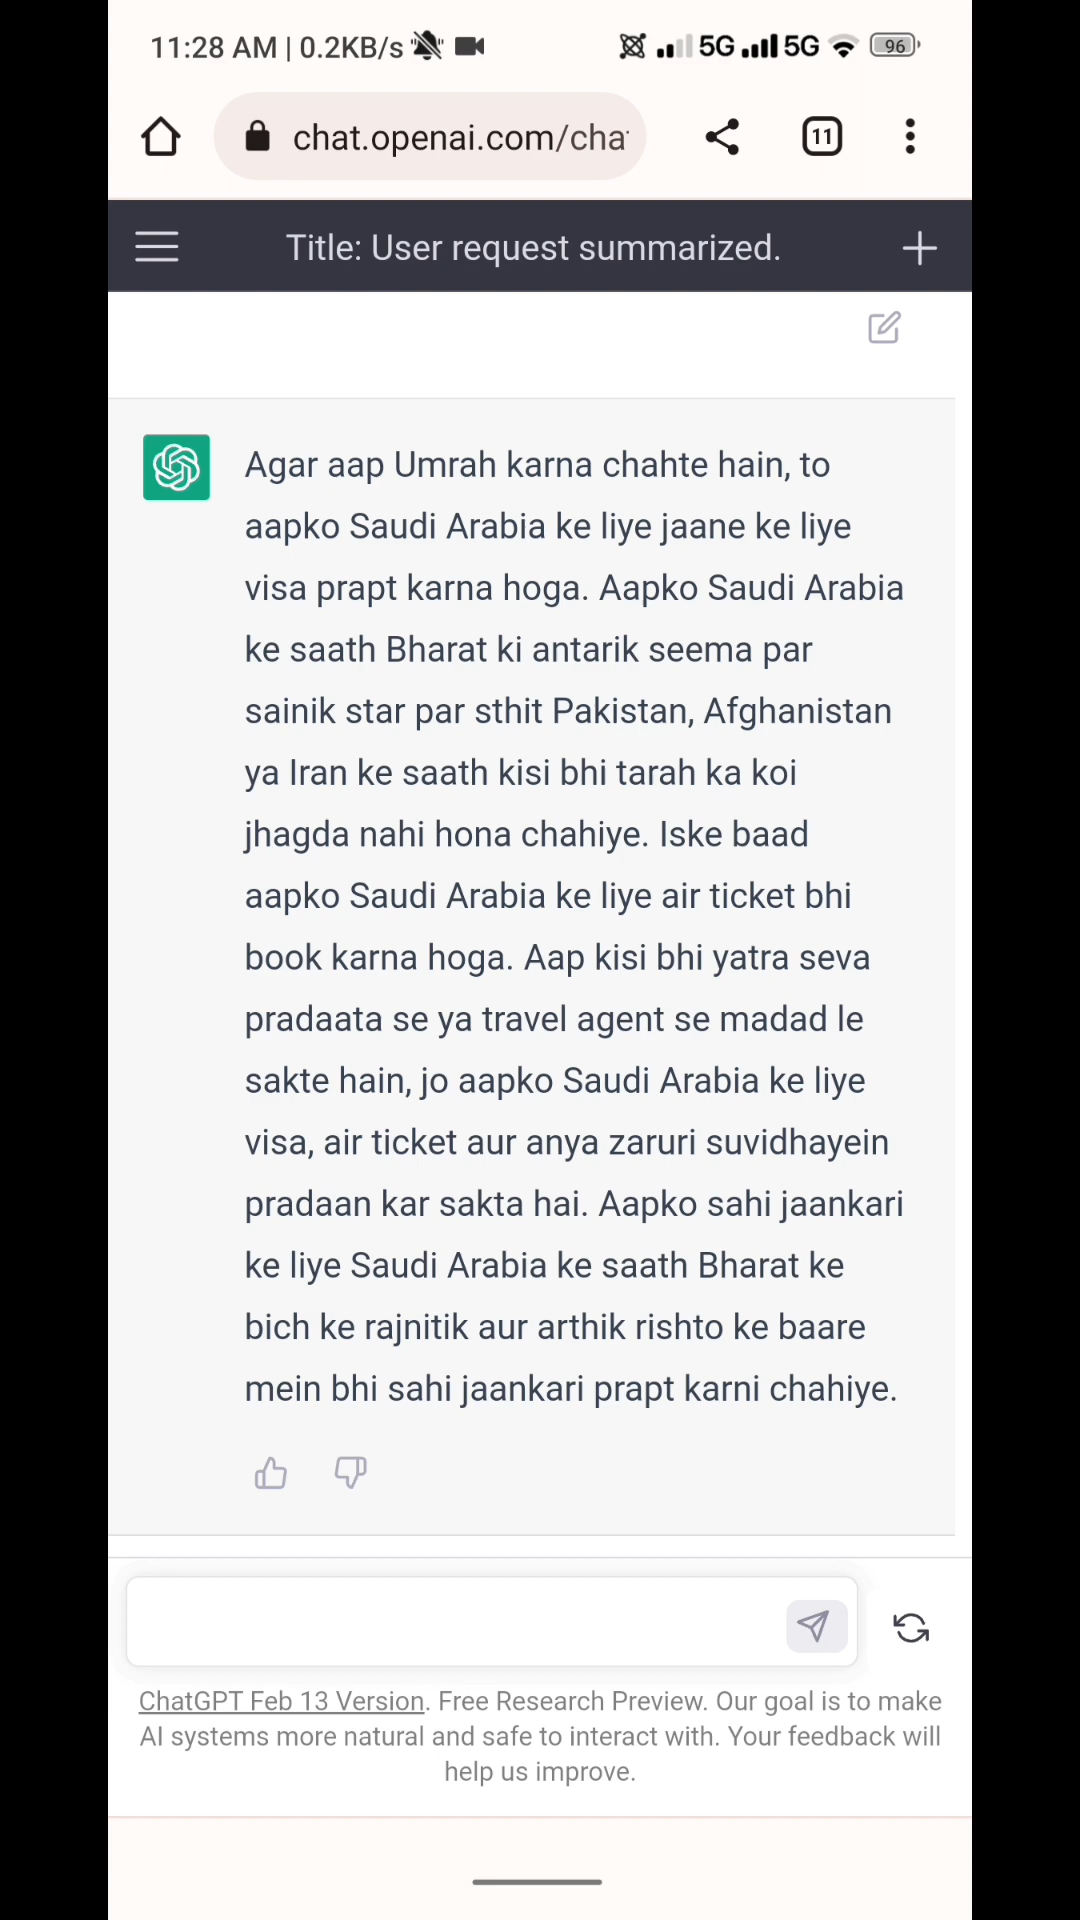 11:28 AM | 0.2KB/s 5G 5G 96
chat.openai.com/cha
11
Title: User request summarized.
Agar aap Umrah karna chahte hain, to
aapko Saudi Arabia ke liye jaane ke liye
visa prapt karna hoga. Aapko Saudi Arabia
ke saath Bharat ki antarik seema par
sainik star par sthit Pakistan, Afghanistan
ya Iran ke saath kisi bhi tarah ka koi
jhagda nahi hona chahiye. Iske baad
aapko Saudi Arabia ke liye air ticket bhi
book karna hoga. Aap kisi bhi yatra seva
pradaata se ya travel agent se madad le
sakte hain, jo aapko Saudi Arabia ke liye
visa, air ticket aur anya zaruri suvidhayein
pradaan kar sakta hai. Aapko sahi jaankari
ke liye Saudi Arabia ke saath Bharat ke
bich ke rajnitik aur arthik rishto ke baare
mein bhi sahi jaankari prapt karni chahiye.
ChatGPT Feb 13 Version. Free Research Preview. Our goal is to make
AI systems more natural and safe to interact with. Your feedback will
help us improve.